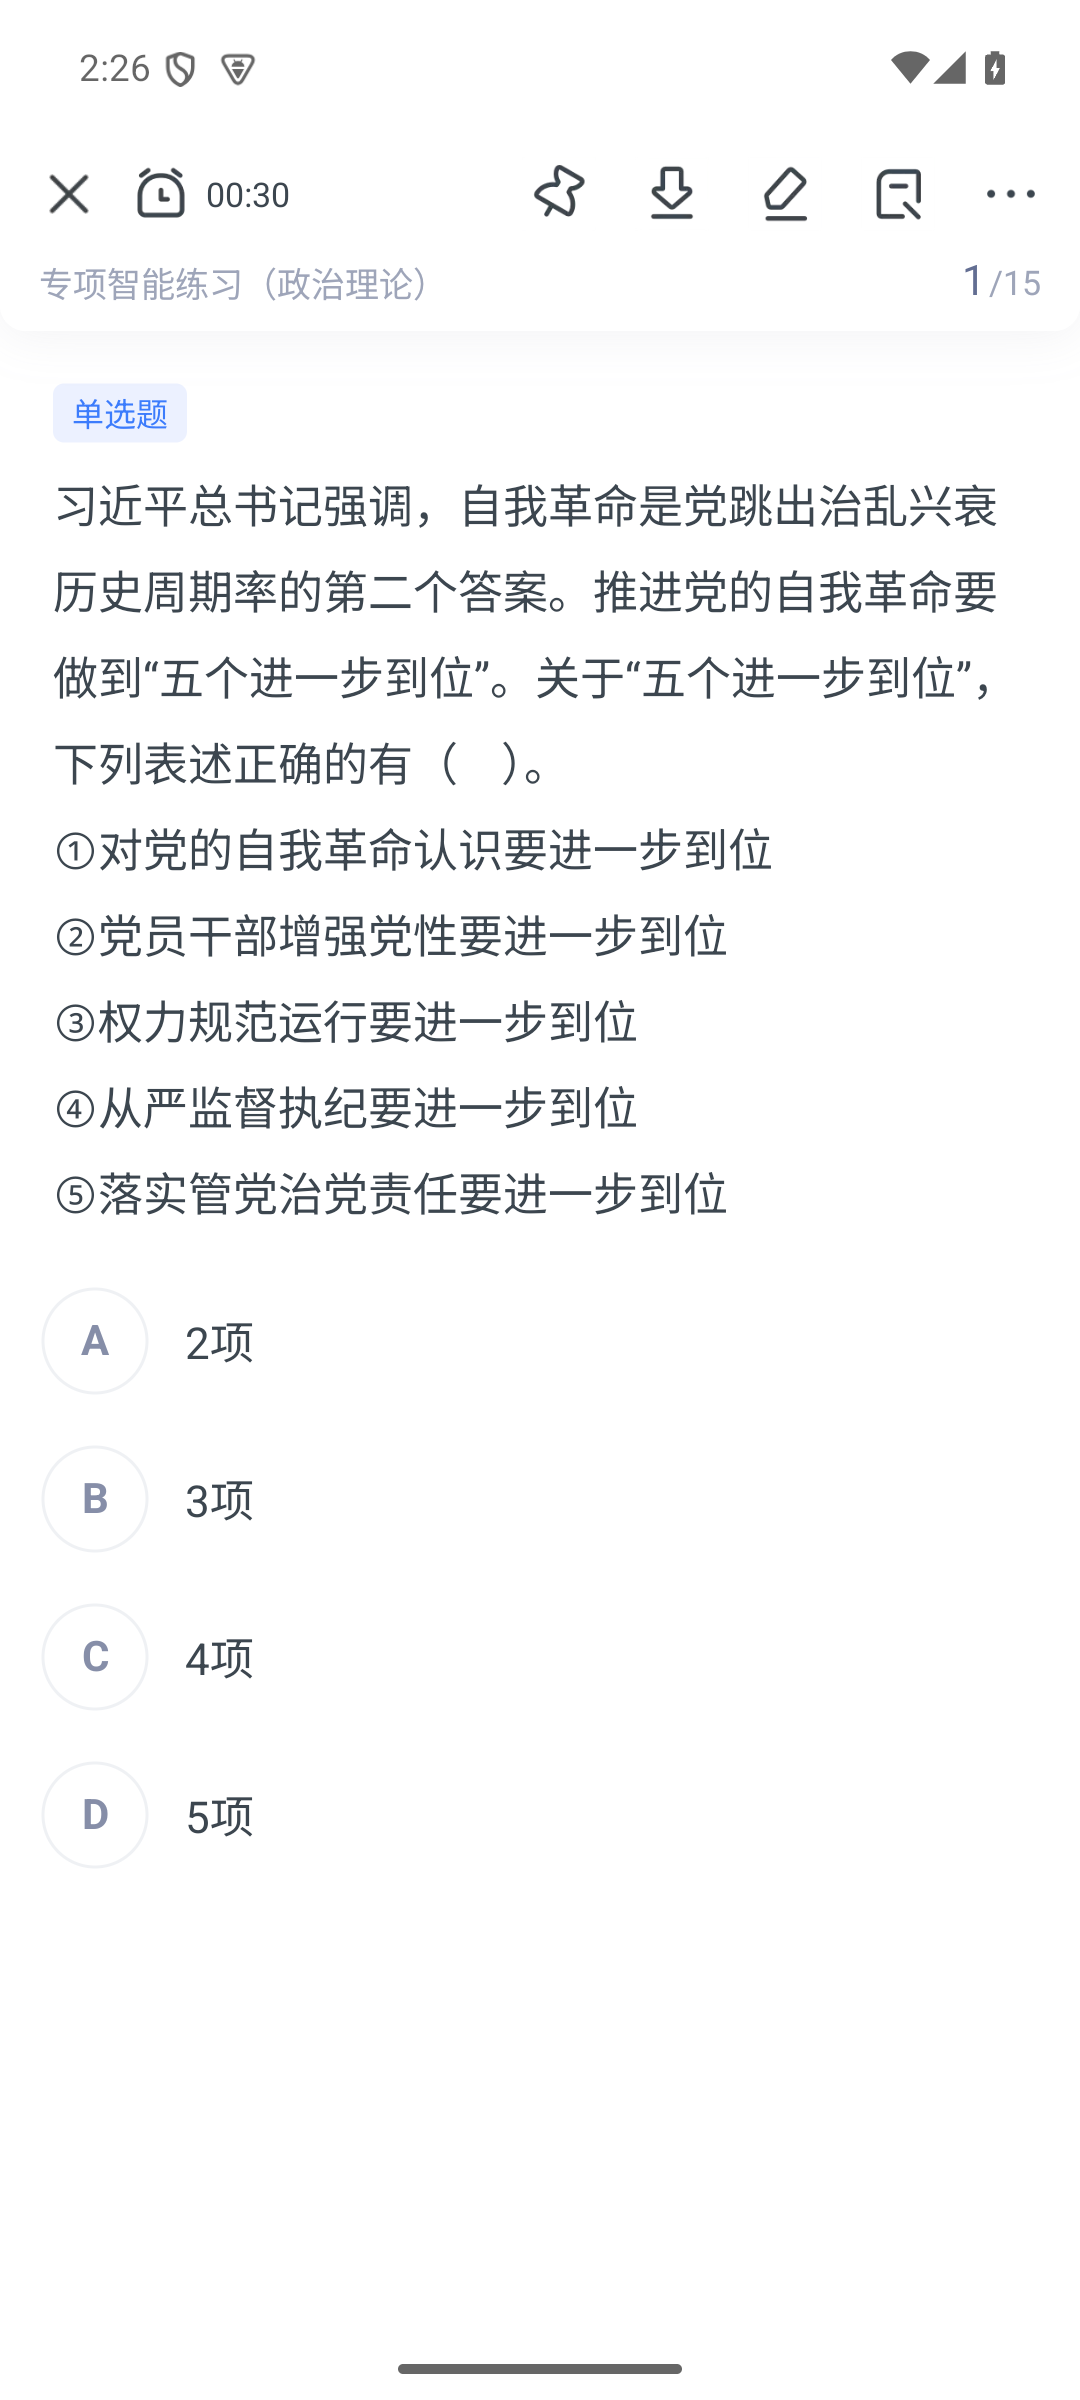 2:26
00:30
专项智能练习（政治理论）
1/15
单选题
习近平总书记强调，自我革命是党跳出治乱兴衰
历史周期率的第二个答案。推进党的自我革命要
做到“五个进一步到位”。关于“五个进一步到位”，
下列表述正确的有（　）。
①对党的自我革命认识要进一步到位
②党员干部增强党性要进一步到位
③权力规范运行要进一步到位
④从严监督执纪要进一步到位
⑤落实管党治党责任要进一步到位
A 2项
B 3项
C 4项
D 5项